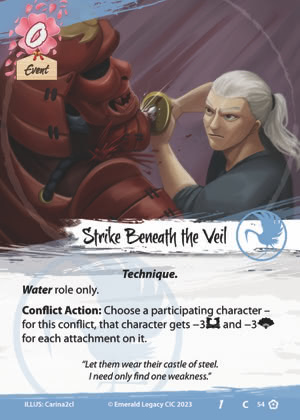 0
Event
Strike Beneath the Veil
Technique.
Water role only.
Conflict Action: Choose a participating character –
for this conflict, that character gets –3 and –3
for each attachment on it.
"Let them wear their castle of steel.
I need only find one weakness."
ILLUS: Carina2cl © Emerald Legacy CIC 2023 1 C 54